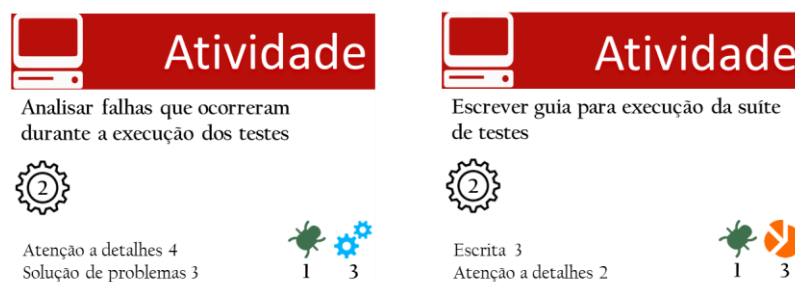 Atividade
Analisar falhas que ocorreram
durante a execução dos testes
2
Atenção a detalhes 4
Solução de problemas 3
1 3
Atividade
Escrever guia para execução da suíte
de testes
2
Escrita 3
Atenção a detalhes 2
1 3